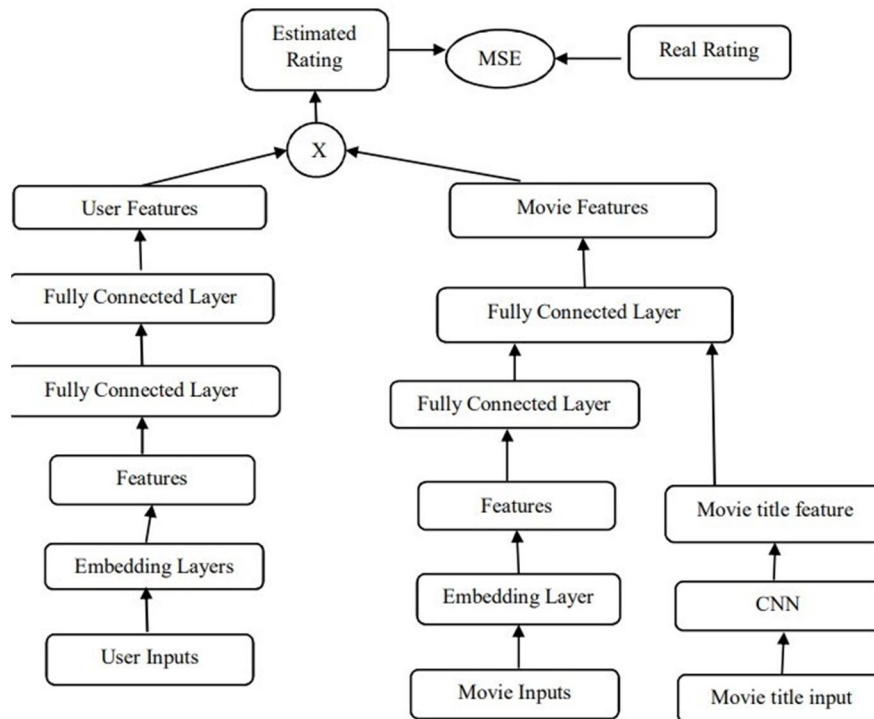 Estimated
Rating
MSE
Real Rating
X
User Features
Movie Features
Fully Connected Layer
Fully Connected Layer
Fully Connected Layer
Fully Connected Layer
Features
Features
Movie title feature
Embedding Layers
Embedding Layer
CNN
User Inputs
Movie Inputs
Movie title input